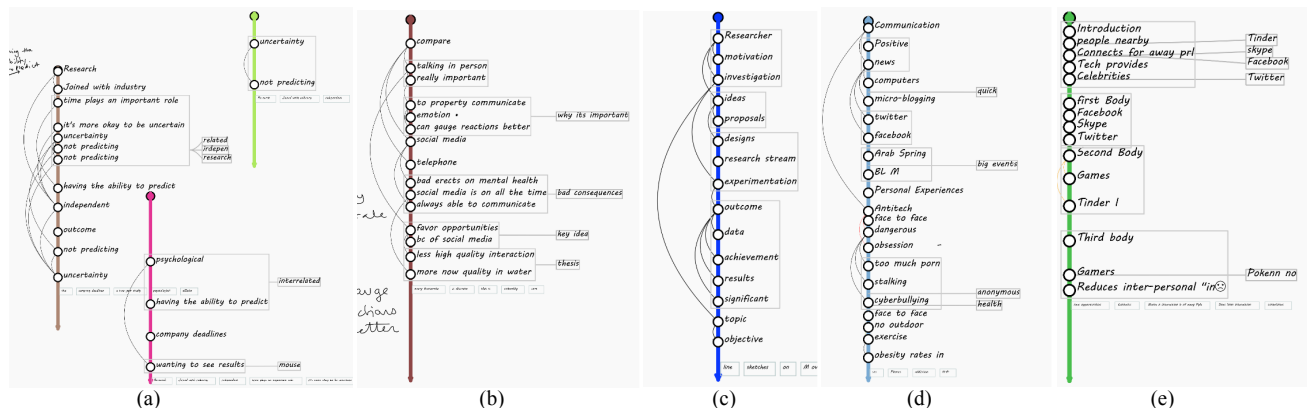 Research
Joined with industry
time plays an important role
it's more okay to be uncertain
uncertainty
not predicting
not predicting
related
research
having the ability to predict
independent
outcome
not predicting
uncertainty
uncertainty
not predicting
psychological
interrelated
having the ability to predict
company deadlines
wanting to see results
mouse
(a)
compare
talking in person
really important
to property communicate
emotion
can gauge reactions better
why its important
social media
telephone
bad erects on mental health
social media is on all the time
always able to communicate
bad consequences
favor opportunities
bc of social media
key idea
less high quality interaction
more now quality in water
thesis
(b)
Researcher
motivation
investigation
ideas
proposals
designs
research stream
experimentation
outcome
data
achievement
results
significant
topic
objective
line sketches on
(c)
Communication
Positive
news
computers
micro-blogging
quick
twitter
facebook
Arab Spring
BL M
big events
Personal Experiences
Antitech
face to face
dangerous
obsession
too much porn
stalking
anonymous
cyberbullying
health
face to face
no outdoor
exercise
obesity rates in
(d)
Introduction
people nearby
Connects for away prl
Tech provides
Celebrities
Tinder
skype
Facebook
Twitter
first Body
Facebook
Skype
Twitter
Second Body
Games
Tinder l
Third body
Gamers
Pokenn no
Reduces inter-personal "in☹
(e)